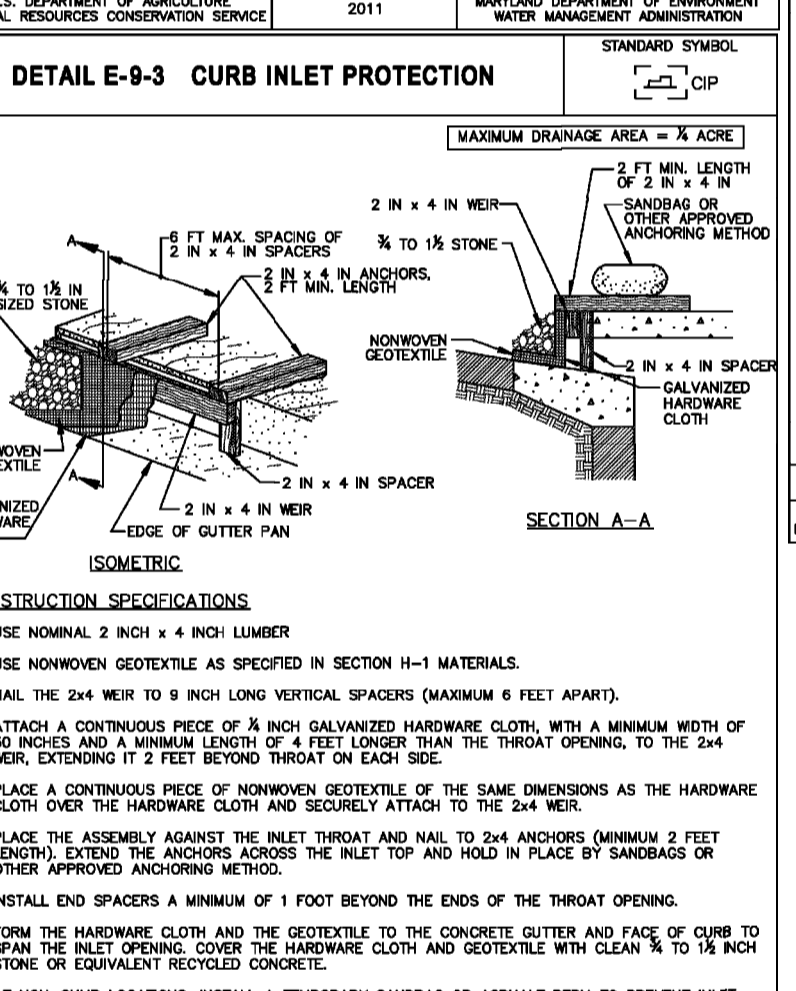 DEPARTMENT OF AGRICULTURE
RESOURCES CONSERVATION SERVICE
2011
MARYLAND DEPARTMENT OF ENVIRONMENT
WATER MANAGEMENT ADMINISTRATION
DETAIL E-9-3 CURB INLET PROTECTION
STANDARD SYMBOL
CIP
MAXIMUM DRAINAGE AREA = ¼ ACRE
2 FT MIN. LENGTH
OF 2 IN x 4 IN
2 IN x 4 IN WEIR
SANDBAG OR
OTHER APPROVED
ANCHORING METHOD
¾ TO 1½ STONE
A
6 FT MAX. SPACING OF
2 IN x 4 IN SPACERS
2 IN x 4 IN ANCHORS,
2 FT MIN. LENGTH
TO 1½ IN
SIZED STONE
NONWOVEN
GEOTEXTILE
2 IN x 4 IN SPACER
GALVANIZED
HARDWARE
CLOTH
A
2 IN x 4 IN SPACER
2 IN x 4 IN WEIR
EDGE OF GUTTER PAN
ISOMETRIC
SECTION A-A
STRUCTION SPECIFICATIONS
USE NOMINAL 2 INCH x 4 INCH LUMBER
USE NONWOVEN GEOTEXTILE AS SPECIFIED IN SECTION H-1 MATERIALS.
NAIL THE 2x4 WEIR TO 9 INCH LONG VERTICAL SPACERS (MAXIMUM 6 FEET APART).
ATTACH A CONTINUOUS PIECE OF ¼ INCH GALVANIZED HARDWARE CLOTH, WITH A MINIMUM WIDTH OF
INCHES AND A MINIMUM LENGTH OF 4 FEET LONGER THAN THE THROAT OPENING, TO THE 2x4
WEIR, EXTENDING IT 2 FEET BEYOND THROAT ON EACH SIDE.
PLACE A CONTINUOUS PIECE OF NONWOVEN GEOTEXTILE OF THE SAME DIMENSIONS AS THE HARDWARE
CLOTH OVER THE HARDWARE CLOTH AND SECURELY ATTACH TO THE 2x4 WEIR.
PLACE THE ASSEMBLY AGAINST THE INLET THROAT AND NAIL TO 2x4 ANCHORS (MINIMUM 2 FEET
LENGTH). EXTEND THE ANCHORS ACROSS THE INLET TOP AND HOLD IN PLACE BY SANDBAGS OR
OTHER APPROVED ANCHORING METHOD.
INSTALL END SPACERS A MINIMUM OF 1 FOOT BEYOND THE ENDS OF THE THROAT OPENING.
FORM THE HARDWARE CLOTH AND THE GEOTEXTILE TO THE CONCRETE GUTTER AND FACE OF CURB TO
SPAN THE INLET OPENING. COVER THE HARDWARE CLOTH AND GEOTEXTILE WITH CLEAN ¾ TO 1½ INCH
STONE OR EQUIVALENT RECYCLED CONCRETE.